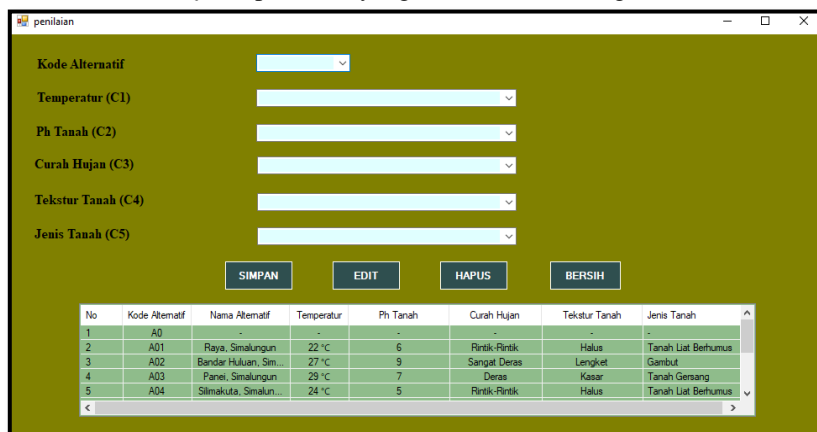 penilaian
Kode Alternatif
Temperatur (C1)
Ph Tanah (C2)
Curah Hujan (C3)
Tekstur Tanah (C4)
Jenis Tanah (C5)
SIMPAN EDIT HAPUS BERSIH
No Kode Alternatif Nama Alternatif Temperatur Ph Tanah Curah Hujan Tekstur Tanah Jenis Tanah
1 A0 - - - - - -
2 A01 Raya, Simalungun 22 °C 6 Rintik-Rintik Halus Tanah Liat Berhumus
3 A02 Bandar Huluan, Sim... 27 °C 9 Sangat Deras Lengket Gambut
4 A03 Panei, Simalungun 29 °C 7 Deras Kasar Tanah Gersang
5 A04 Silimakuta, Simalun... 24 °C 5 Rintik-Rintik Halus Tanah Liat Berhumus